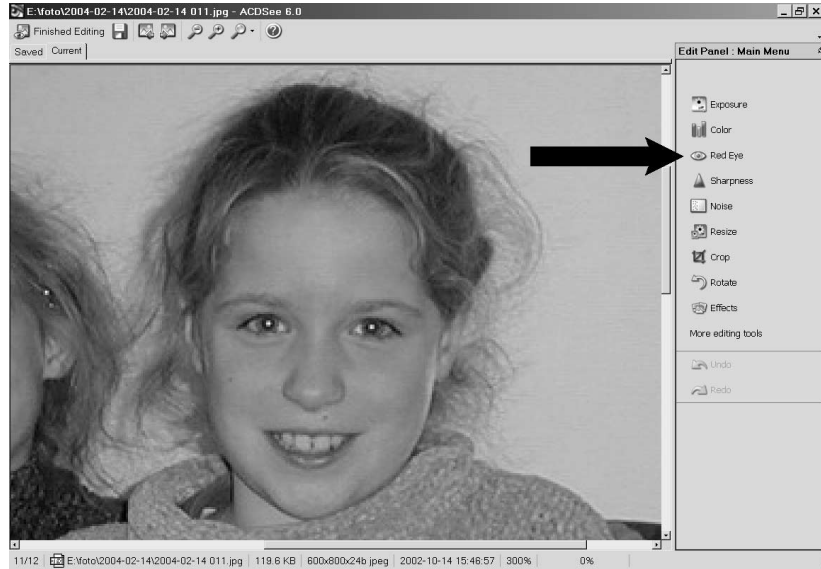 E:\foto\2004-02-14\2004-02-14 011.jpg - ACDSee 6.0
Finished Editing
Saved Current
Edit Panel : Main Menu
Exposure
Color
Red Eye
Sharpness
Noise
Resize
Crop
Rotate
Effects
More editing tools
Undo
Redo
11/12 E:\foto\2004-02-14\2004-02-14 011.jpg 119.6 KB 600x800x24b jpeg 2002-10-14 15:46:57 300% 0%